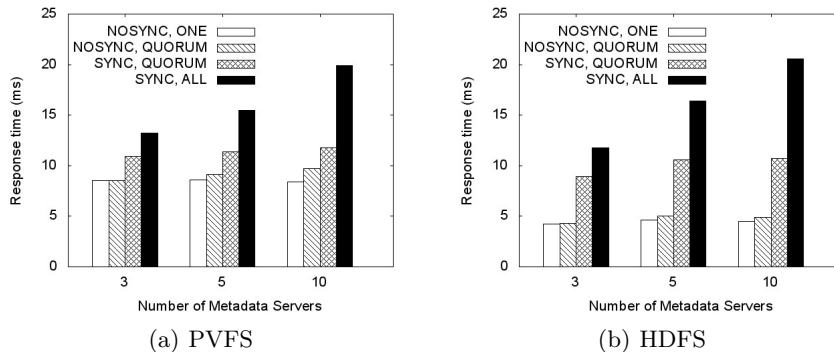 NOSYNC, ONE
NOSYNC, QUORUM
SYNC, QUORUM
SYNC, ALL
25
20
15
10
5
0
Response time (ms)
3 5 10
Number of Metadata Servers
(a) PVFS
NOSYNC, ONE
NOSYNC, QUORUM
SYNC, QUORUM
SYNC, ALL
25
20
15
10
5
0
Response time (ms)
3 5 10
Number of Metadata Servers
(b) HDFS